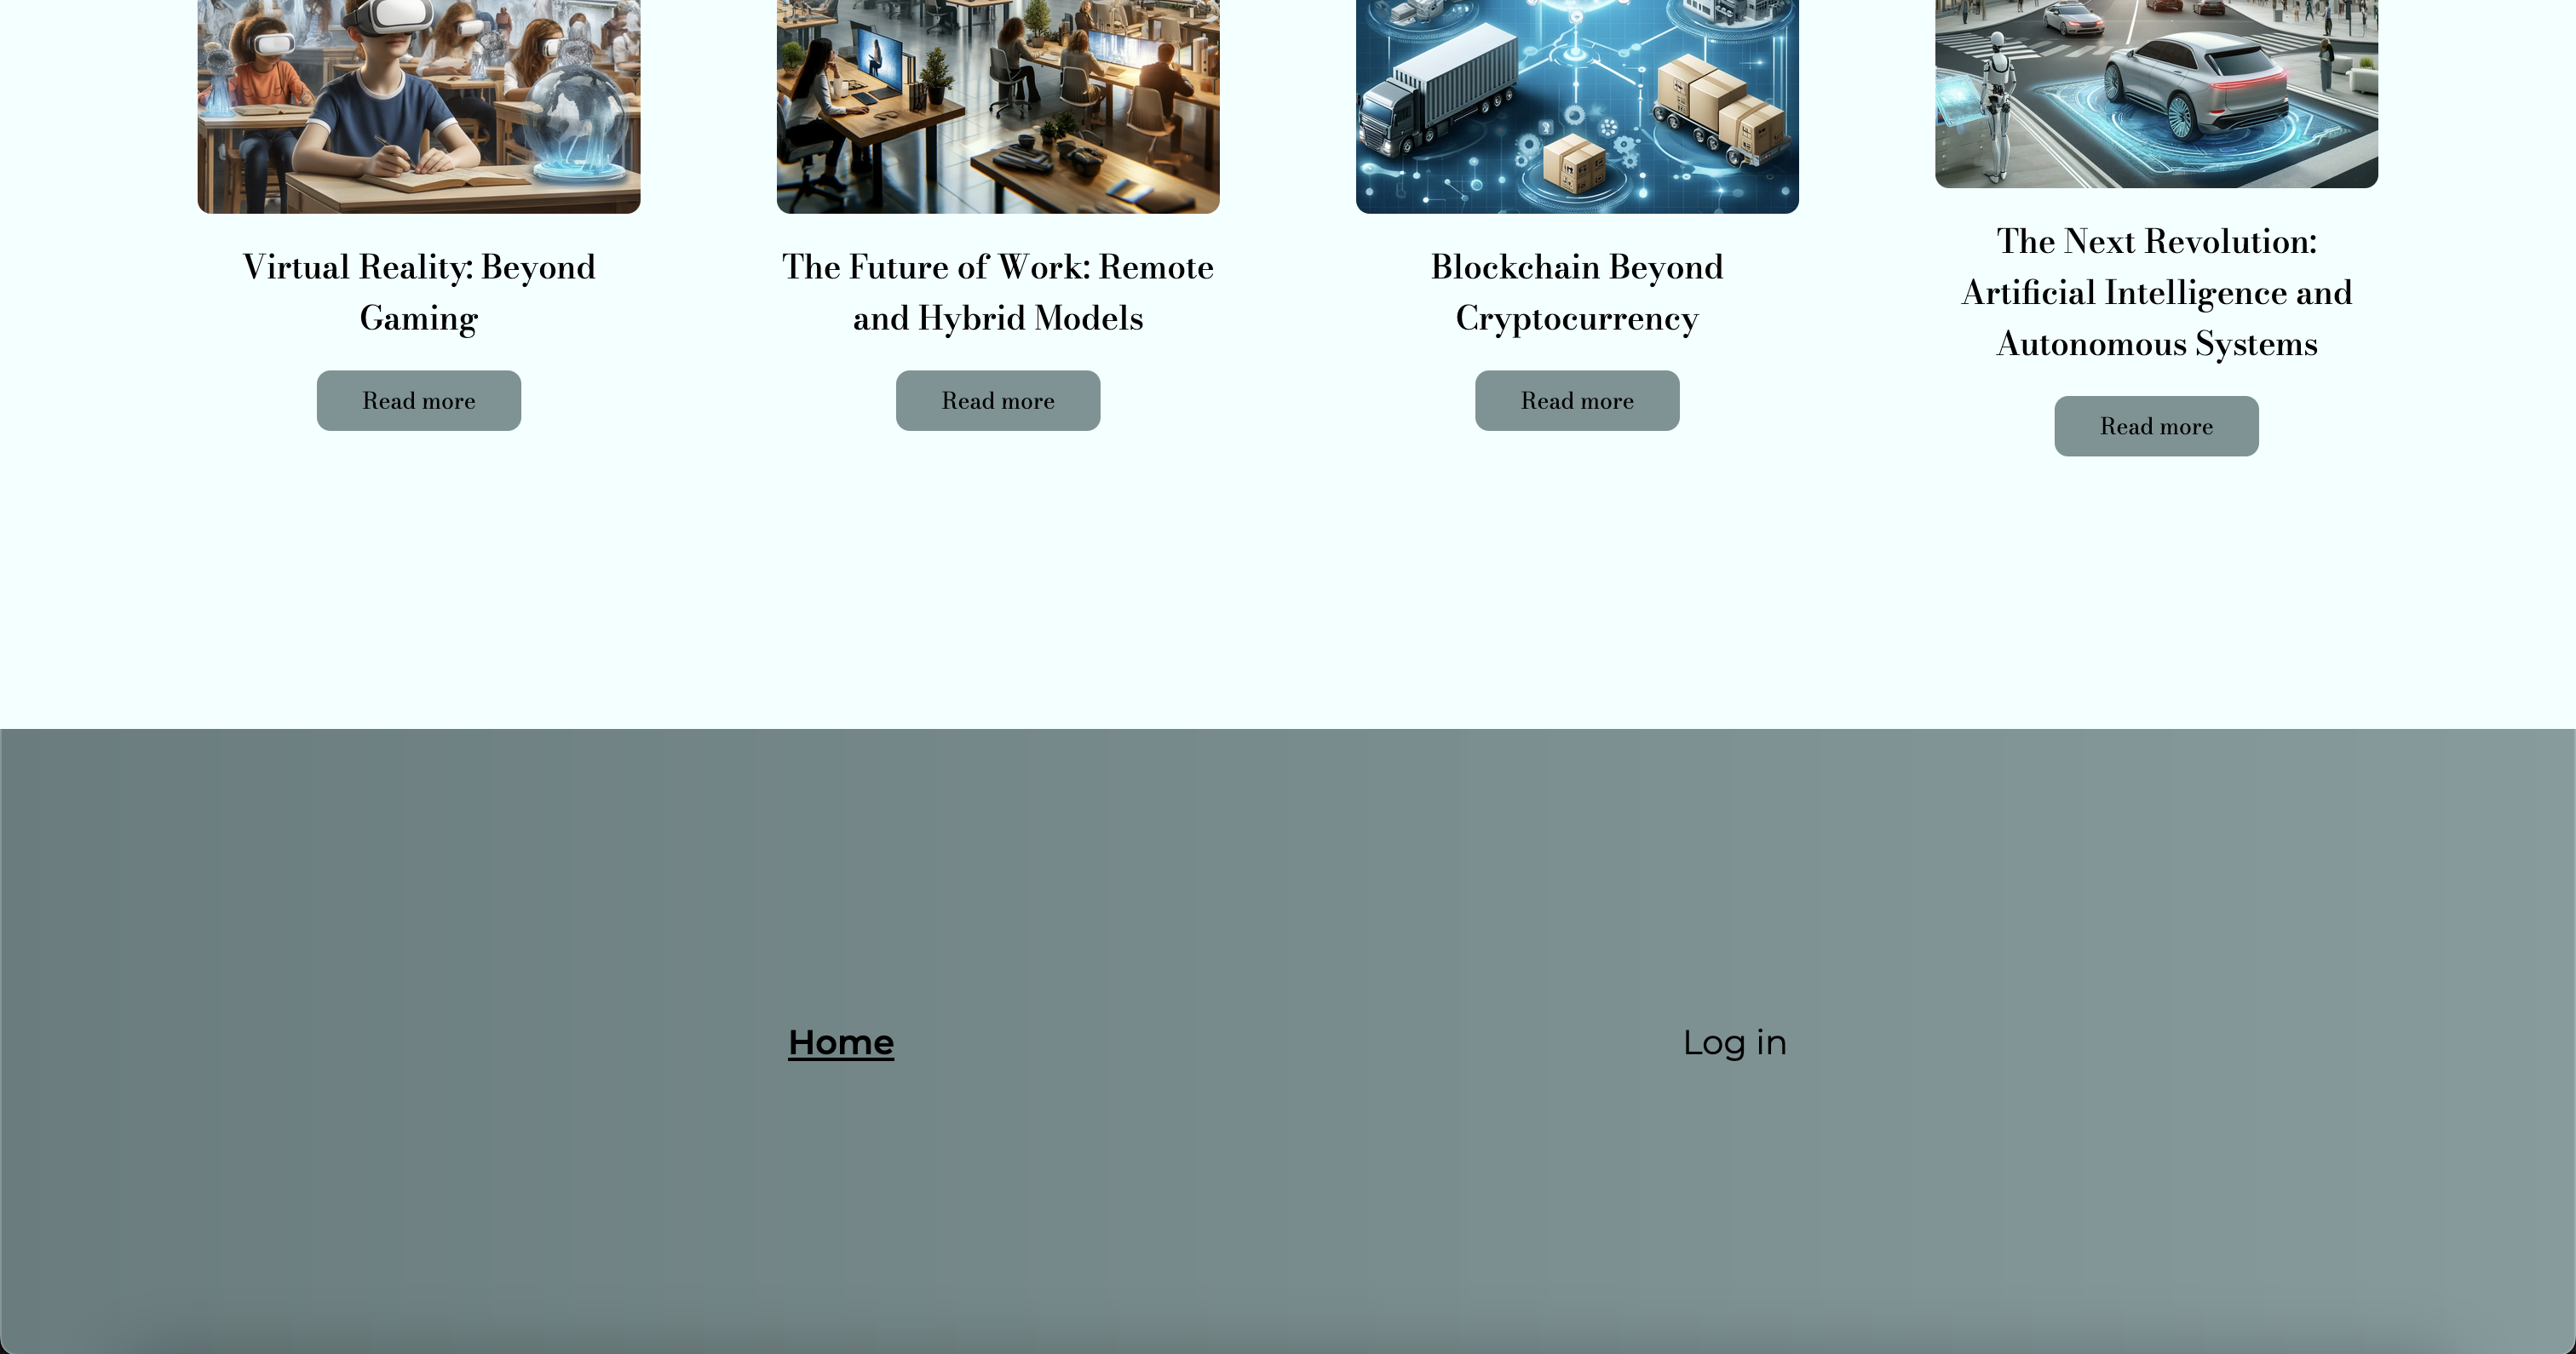 Virtual Reality: Beyond
Gaming
Read more
The Future of Work: Remote
and Hybrid Models
Read more
Blockchain Beyond
Cryptocurrency
Read more
The Next Revolution:
Artificial Intelligence and
Autonomous Systems
Read more
Home
Log in